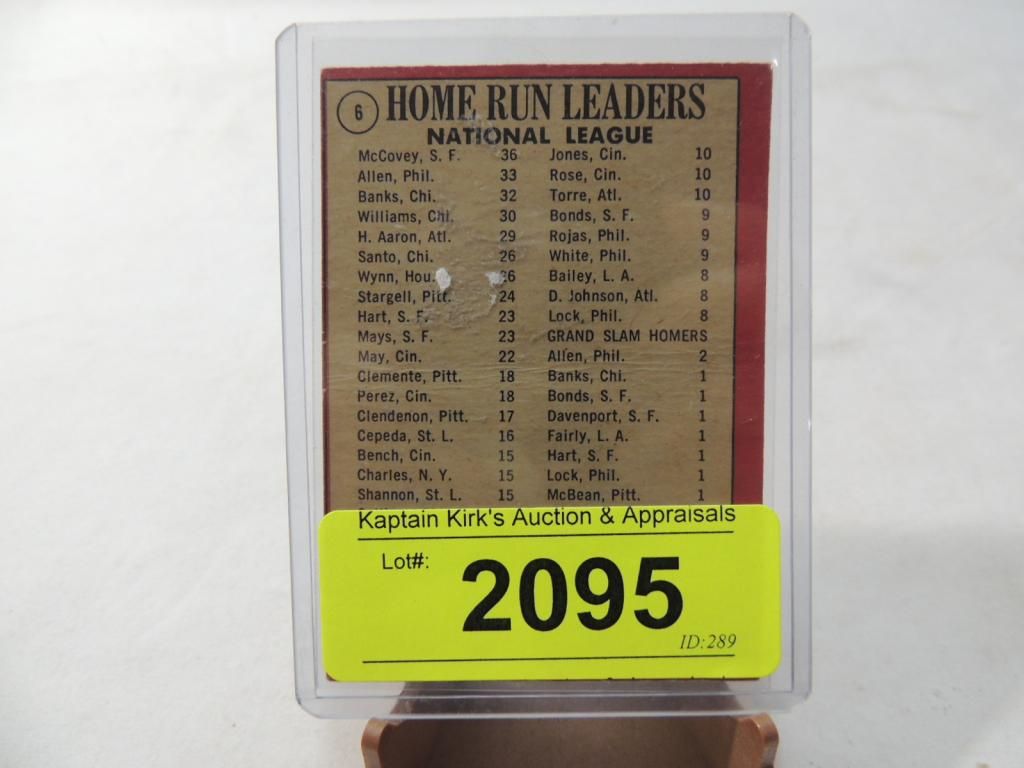 6 HOME RUN LEADERS
NATIONAL LEAGUE
McCovey, S. F. 36
Allen, Phil. 33
Banks, Chi. 32
Williams, Chi. 30
H. Aaron, Atl. 29
Santo, Chi. 26
Wynn, Hou. 26
Stargell, Pitt. 24
Hart, S. F. 23
Mays, S. F. 23
May, Cin. 22
Clemente, Pitt. 18
Perez, Cin. 18
Clendenon, Pitt. 17
Cepeda, St. L. 16
Bench, Cin. 15
Charles, N. Y. 15
Shannon, St. L. 15
Jones, Cin. 10
Rose, Cin. 10
Torre, Atl. 10
Bonds, S. F. 9
Rojas, Phil. 9
White, Phil. 9
Bailey, L. A. 8
D. Johnson, Atl. 8
Lock, Phil. 8
GRAND SLAM HOMERS
Allen, Phil. 2
Banks, Chi. 1
Bonds, S. F. 1
Davenport, S. F. 1
Fairly, L. A. 1
Hart, S. F. 1
Lock, Phil. 1
McBean, Pitt. 1
Kaptain Kirk's Auction & Appraisals
Lot#: 2095
ID:289